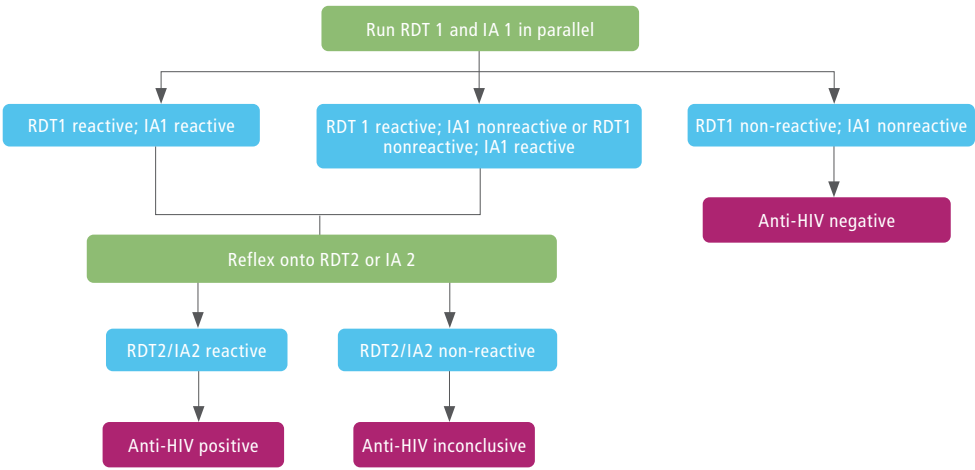 Run RDT 1 and IA 1 in parallel
RDT1 reactive; IA1 reactive
RDT 1 reactive; IA1 nonreactive or RDT1
nonreactive; IA1 reactive
RDT1 non-reactive; IA1 nonreactive
Anti-HIV negative
Reflex onto RDT2 or IA 2
RDT2/IA2 reactive
RDT2/IA2 non-reactive
Anti-HIV positive
Anti-HIV inconclusive